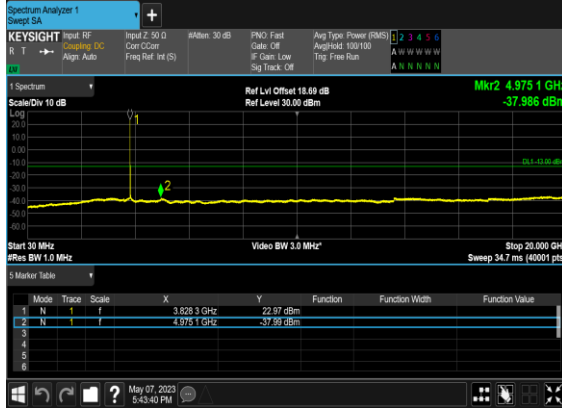 Spectrum Analyzer 1
Swept SA
+
KEYSIGHT Input: RF Input Z: 50 Ω #Atten: 30 dB PNO: Fast Avg Type: Power (RMS) 1 2 3 4 5 6
R T Coupling: DC Corr CCorr Gate: Off Avg|Hold: 100/100 A W W W W W
Align: Auto Freq Ref: Int (S) IF Gain: Low Trig: Free Run
Sig Track: Off A N N N N N
1 Spectrum Ref Lvl Offset 18.69 dB Mkr2 4.975 1 GHz
Scale/Div 10 dB Ref Level 30.00 dBm -37.986 dBm
Log
20.0
10.0
0.00
-10.0
-20.0
-30.0
-40.0
-50.0
-60.0
1
2
DL1 -13.00 dBm
Start 30 MHz Video BW 3.0 MHz* Stop 20.000 GHz
#Res BW 1.0 MHz Sweep 34.7 ms (40001 pts)
5 Marker Table
Mode Trace Scale X Y Function Function Width Function Value
1 N 1 f 3.828 3 GHz 22.97 dBm
2 N 1 f 4.975 1 GHz -37.99 dBm
3
4
5
6
?
May 07, 2023
5:43:40 PM